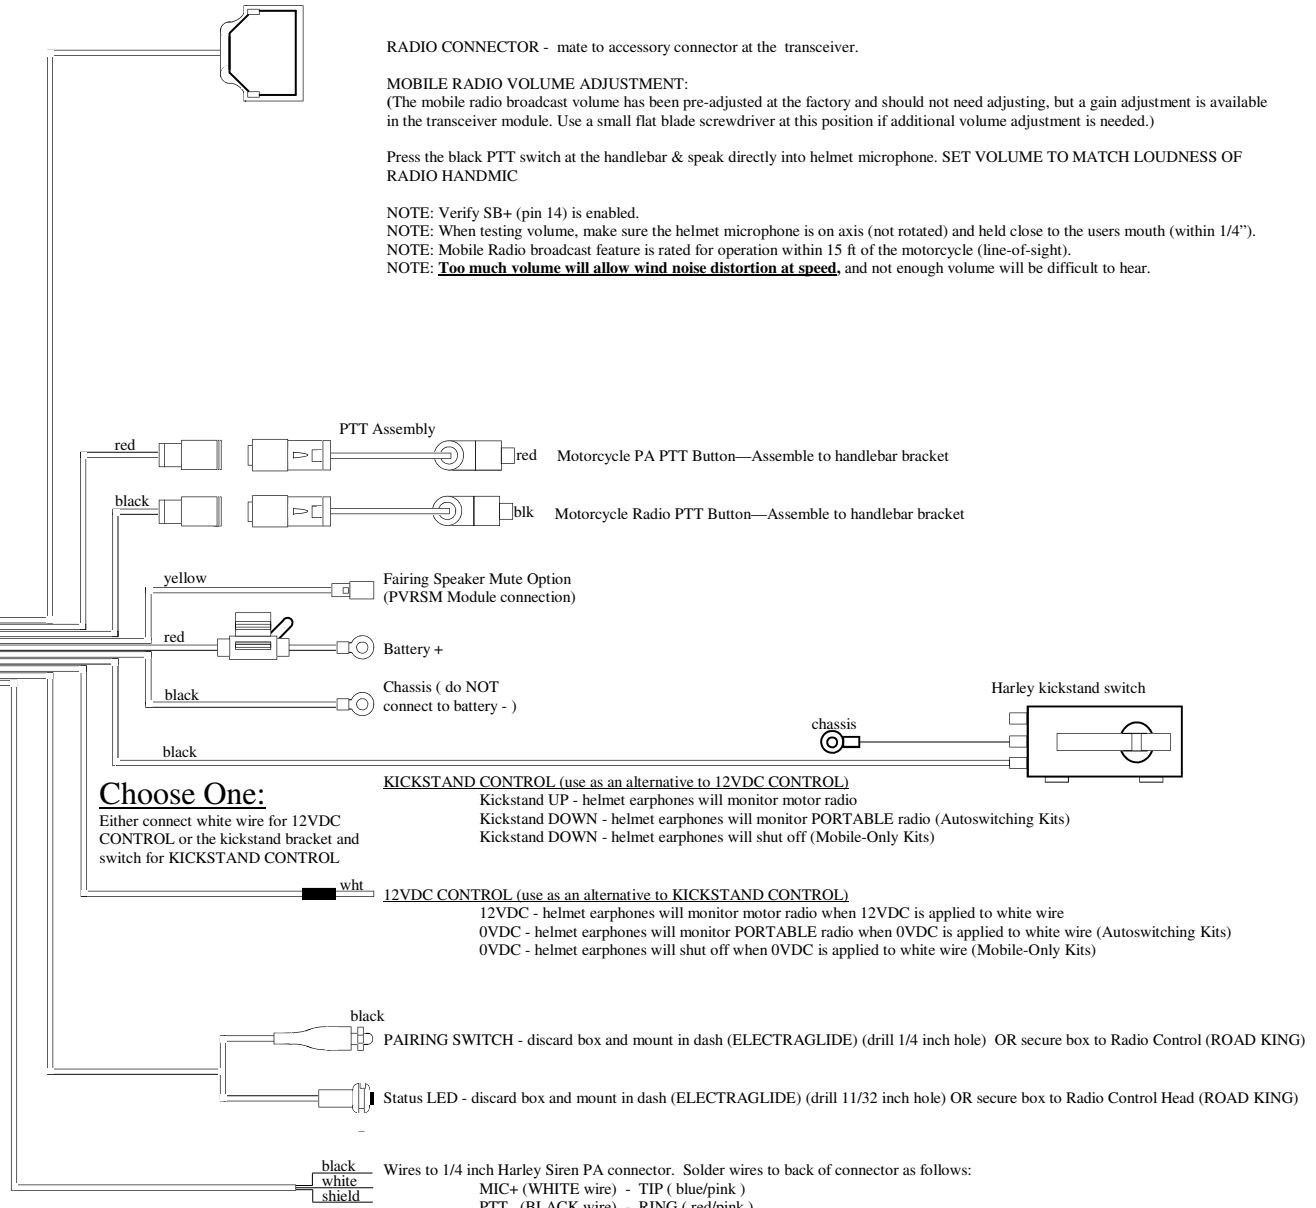 RADIO CONNECTOR -  mate to accessory connector at the  transceiver.
MOBILE RADIO VOLUME ADJUSTMENT:
(The mobile radio broadcast volume has been pre-adjusted at the factory and should not need adjusting, but a gain adjustment is available
in the transceiver module. Use a small flat blade screwdriver at this position if additional volume adjustment is needed.)
Press the black PTT switch at the handlebar & speak directly into helmet microphone. SET VOLUME TO MATCH LOUDNESS OF
RADIO HANDMIC
NOTE: Verify SB+ (pin 14) is enabled.
NOTE: When testing volume, make sure the helmet microphone is on axis (not rotated) and held close to the users mouth (within 1/4”).
NOTE: Mobile Radio broadcast feature is rated for operation within 15 ft of the motorcycle (line-of-sight).
NOTE: Too much volume will allow wind noise distortion at speed, and not enough volume will be difficult to hear.
PTT Assembly
red
red
Motorcycle PA PTT Button—Assemble to handlebar bracket
black
blk
Motorcycle Radio PTT Button—Assemble to handlebar bracket
yellow
Fairing Speaker Mute Option
(PVRSM Module connection)
red
Battery +
black
Chassis ( do NOT
connect to battery - )
Harley kickstand switch
chassis
black
KICKSTAND CONTROL (use as an alternative to 12VDC CONTROL)
Kickstand UP - helmet earphones will monitor motor radio
Kickstand DOWN - helmet earphones will monitor PORTABLE radio (Autoswitching Kits)
Kickstand DOWN - helmet earphones will shut off (Mobile-Only Kits)
Choose One:
Either connect white wire for 12VDC
CONTROL or the kickstand bracket and
switch for KICKSTAND CONTROL
wht
12VDC CONTROL (use as an alternative to KICKSTAND CONTROL)
12VDC - helmet earphones will monitor motor radio when 12VDC is applied to white wire
0VDC - helmet earphones will monitor PORTABLE radio when 0VDC is applied to white wire (Autoswitching Kits)
0VDC - helmet earphones will shut off when 0VDC is applied to white wire (Mobile-Only Kits)
black
PAIRING SWITCH - discard box and mount in dash (ELECTRAGLIDE) (drill 1/4 inch hole)  OR secure box to Radio Control (ROAD KING)
Status LED - discard box and mount in dash (ELECTRAGLIDE) (drill 11/32 inch hole) OR secure box to Radio Control Head (ROAD KING)
black
white
shield
Wires to 1/4 inch Harley Siren PA connector.  Solder wires to back of connector as follows:
MIC+ (WHITE wire)  -  TIP ( blue/pink )
PTT   (BLACK wire)  -  RING ( red/pink )